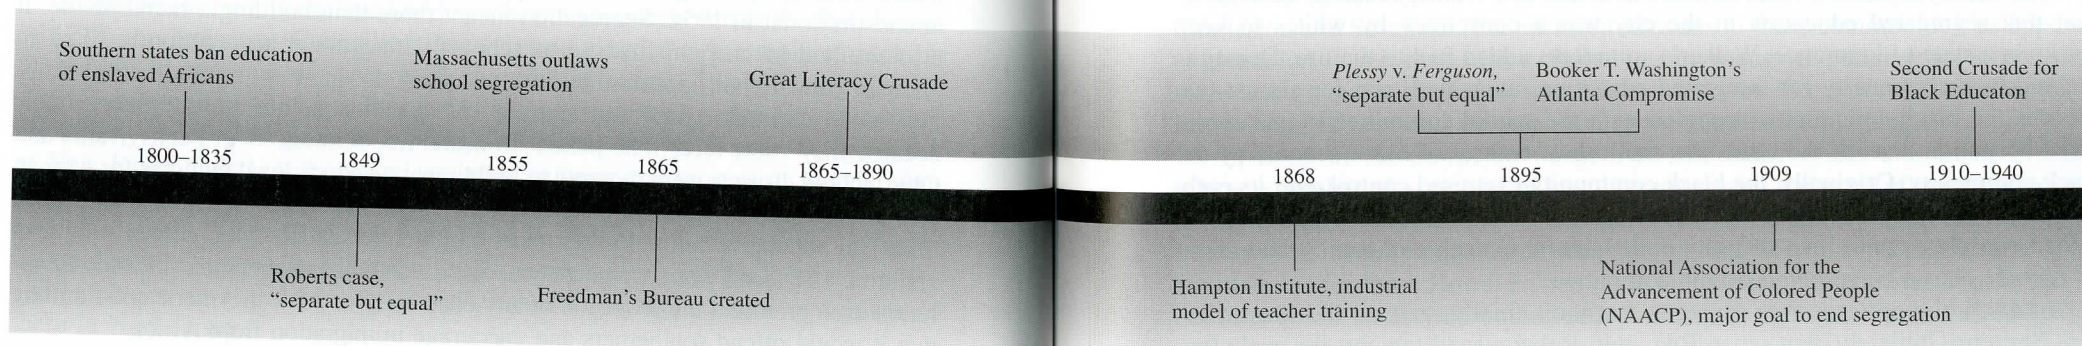 Southern states ban education
of enslaved Africans
Massachusetts outlaws
school segregation
Great Literacy Crusade
1800–1835
1849
1855
1865
1865–1890
Roberts case,
“separate but equal”
Freedman’s Bureau created
Plessy v. Ferguson,
“separate but equal”
Booker T. Washington’s
Atlanta Compromise
Second Crusade for
Black Educaton
1868
1895
1909
1910–1940
Hampton Institute, industrial
model of teacher training
National Association for the
Advancement of Colored People
(NAACP), major goal to end segregation